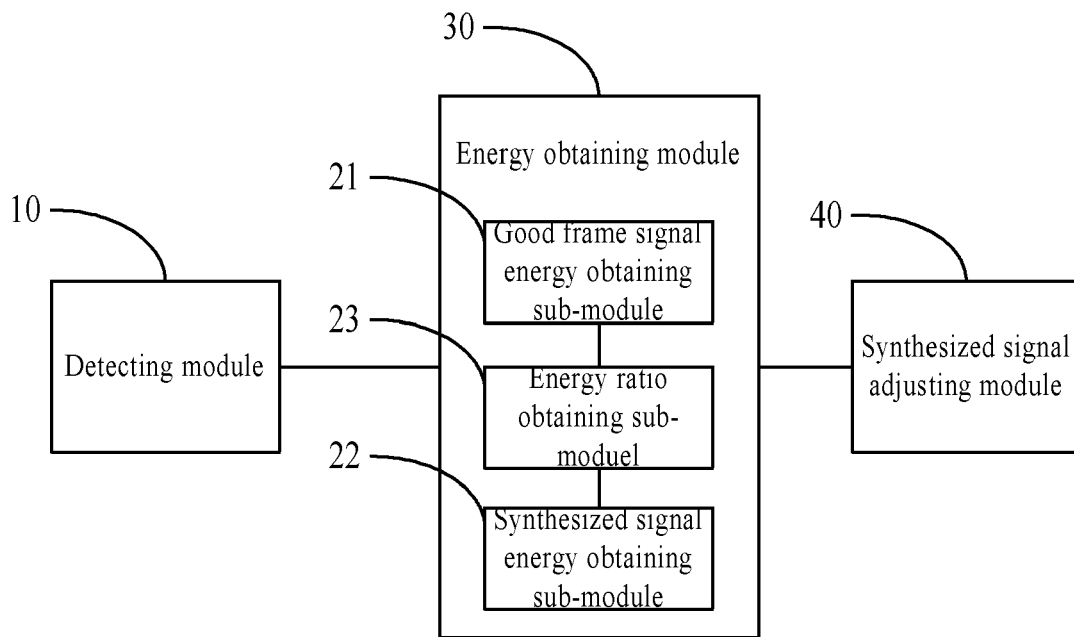 30
Energy obtaining module
21
10
40
Good frame signal
energy obtaining
sub-module
23
Detecting module
Energy ratio
obtaining sub-
moduel
Synthesized signal
adjusting module
22
Synthesized signal
energy obtaining
sub-module